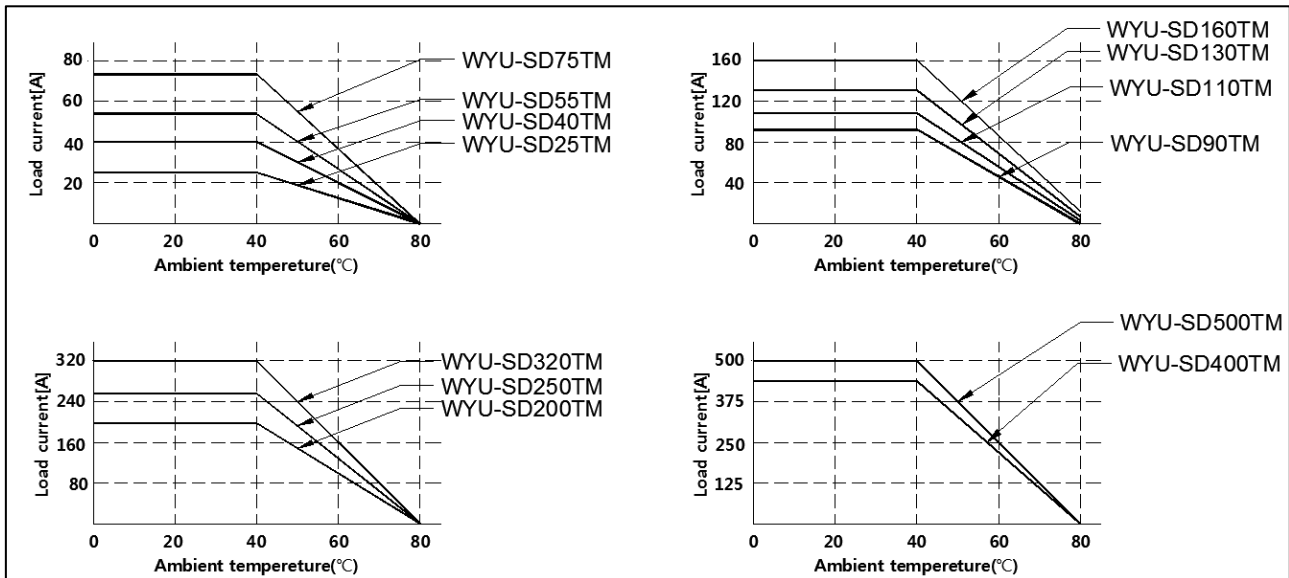 80
60
40
20
Load current[A]
0 20 40 60 80
Ambient tempereture(℃)
WYU-SD75TM
WYU-SD55TM
WYU-SD40TM
WYU-SD25TM
160
120
80
40
Load current[A]
0 20 40 60 80
Ambient tempereture(℃)
WYU-SD160TM
WYU-SD130TM
WYU-SD110TM
WYU-SD90TM
320
240
160
80
Load current[A]
0 20 40 60 80
Ambient tempereture(℃)
WYU-SD320TM
WYU-SD250TM
WYU-SD200TM
500
375
250
125
Load current[A]
0 20 40 60 80
Ambient tempereture(℃)
WYU-SD500TM
WYU-SD400TM